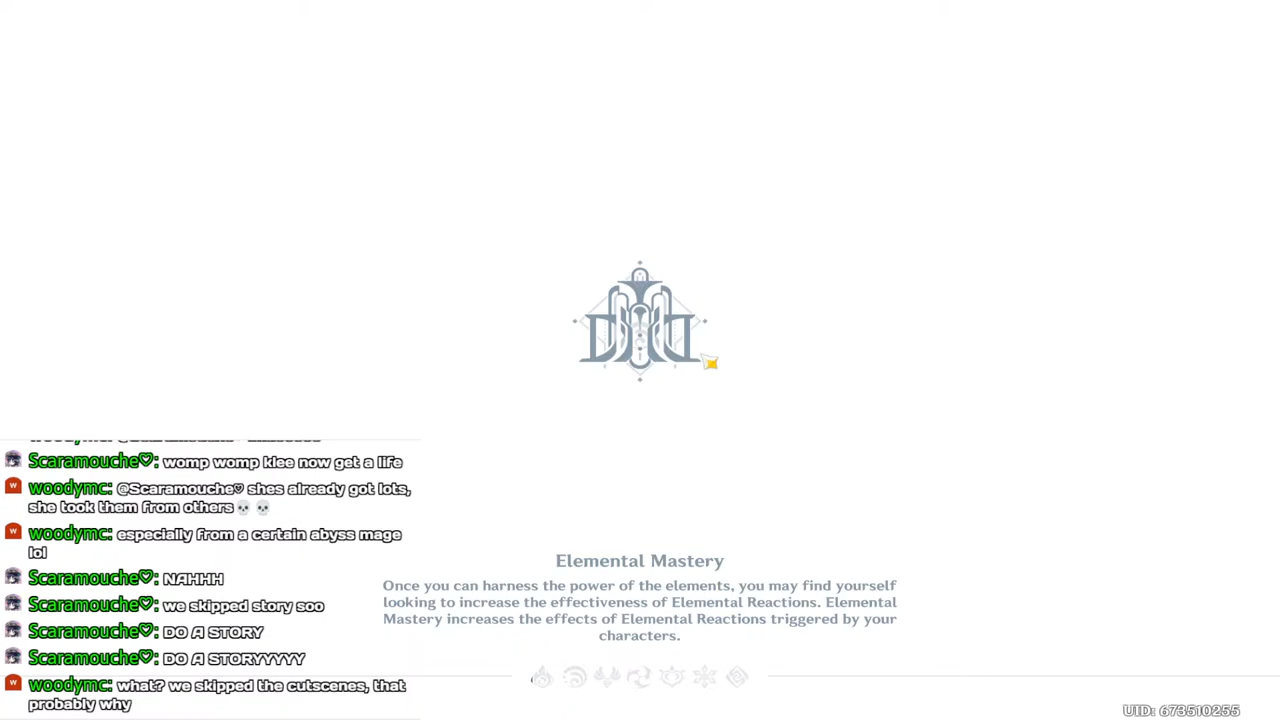 Scaramouche♡: womp womp klee now get a life
woodymc: @Scaramouche♡ shes already got lots,
she took them from others 💀 💀
woodymc: especially from a certain abyss mage
lol
Scaramouche♡: NAHHH
Scaramouche♡: we skipped story soo
Scaramouche♡: DO A STORY
Scaramouche♡: DO A STORYYYYY
woodymc: what? we skipped the cutscenes, that
probably why
Elemental Mastery
Once you can harness the power of the elements, you may find yourself
looking to increase the effectiveness of Elemental Reactions. Elemental
Mastery increases the effects of Elemental Reactions triggered by your
characters.
UID: 673510255